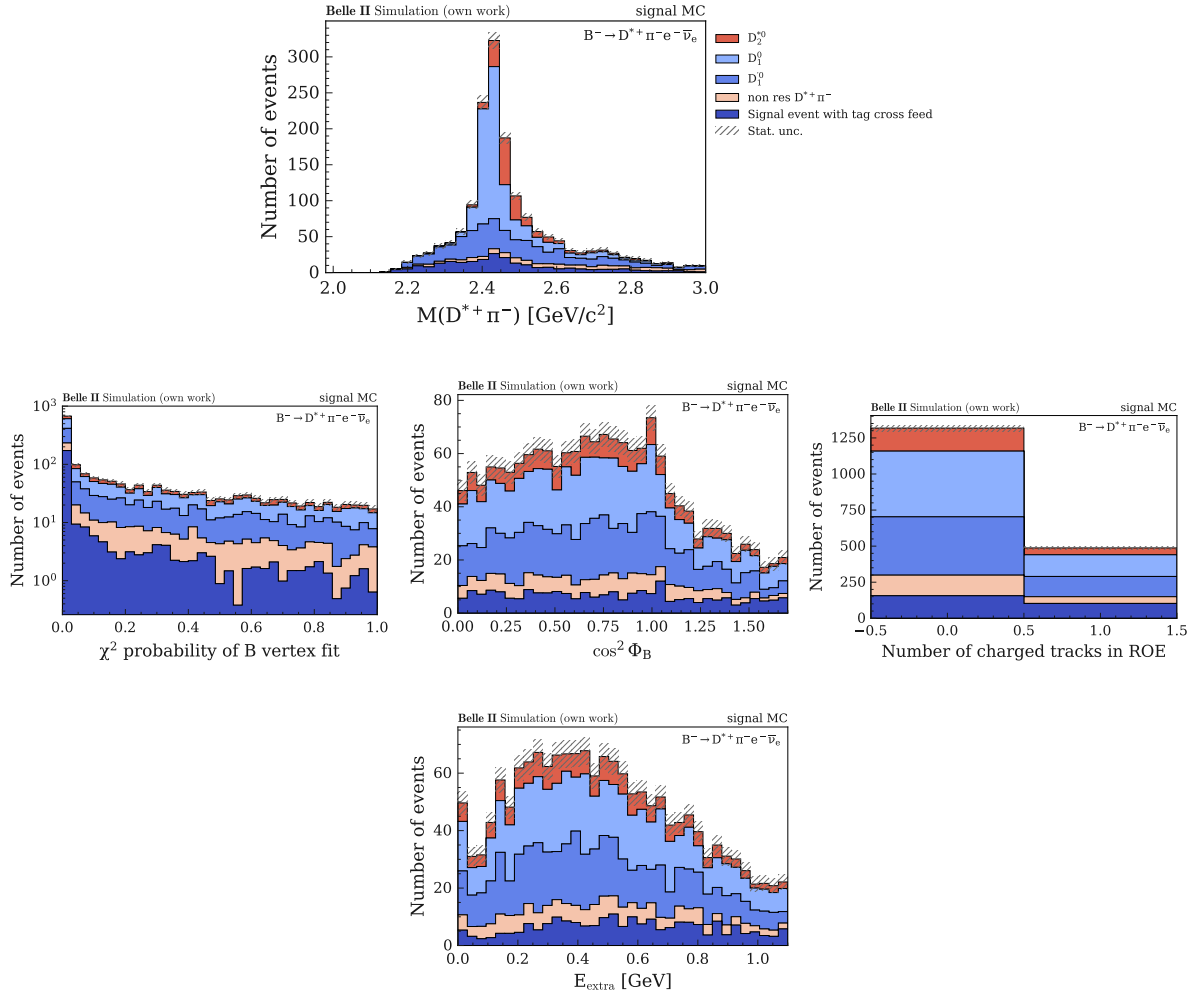 Belle II Simulation (own work) signal MC
B⁻ → D*⁺ π⁻ e⁻ ν̅ₑ
Number of events
0 50 100 150 200 250 300
2.0 2.2 2.4 2.6 2.8 3.0
M(D*⁺ π⁻) [GeV/c²]
D₂*⁰
D₁⁰
D₁′⁰
non res D*⁺π⁻
Signal event with tag cross feed
Stat. unc.
Belle II Simulation (own work) signal MC
B⁻ → D*⁺ π⁻ e⁻ ν̅ₑ
Number of events
10⁰ 10¹ 10² 10³
0.0 0.2 0.4 0.6 0.8 1.0
χ² probability of B vertex fit
Belle II Simulation (own work) signal MC
B⁻ → D*⁺ π⁻ e⁻ ν̅ₑ
Number of events
0 20 40 60 80
0.00 0.25 0.50 0.75 1.00 1.25 1.50
cos² Φ_B
Belle II Simulation (own work) signal MC
B⁻ → D*⁺ π⁻ e⁻ ν̅ₑ
Number of events
0 250 500 750 1000 1250
−0.5 0.0 0.5 1.0 1.5
Number of charged tracks in ROE
Belle II Simulation (own work) signal MC
B⁻ → D*⁺ π⁻ e⁻ ν̅ₑ
Number of events
0 20 40 60
0.0 0.2 0.4 0.6 0.8 1.0
E_extra [GeV]